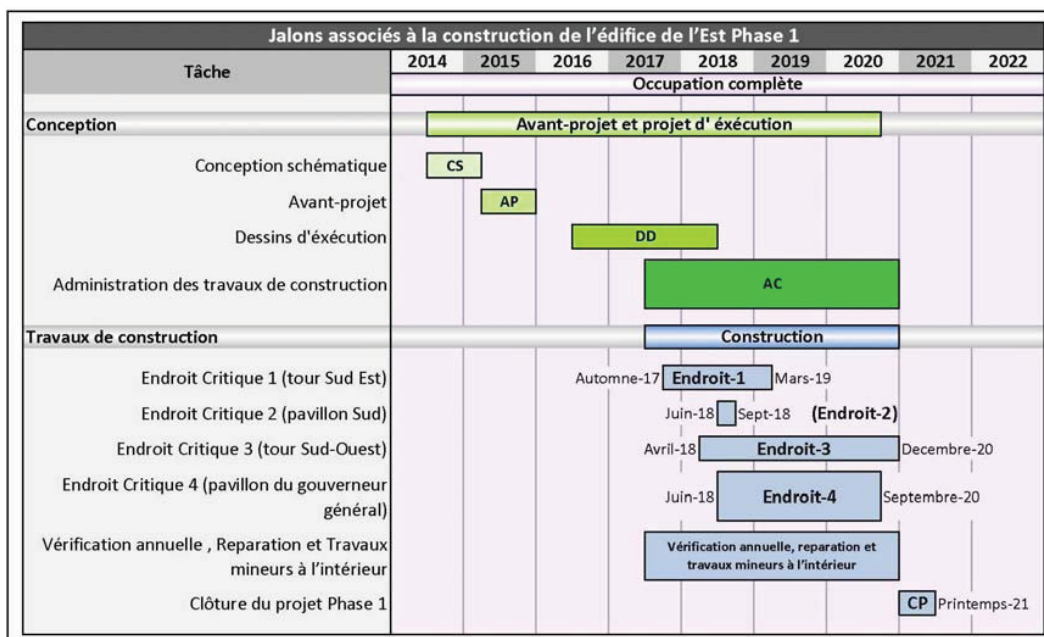 Jalons associés à la construction de l’édifice de l’Est Phase 1
Tâche
2014 2015 2016 2017 2018 2019 2020 2021 2022
Occupation complète
Conception
Avant-projet et projet d' éxécution
Conception schématique
CS
Avant-projet
AP
Dessins d'éxécution
DD
Administration des travaux de construction
AC
Travaux de construction
Construction
Endroit Critique 1 (tour Sud Est)
Automne-17 Endroit-1 Mars-19
Endroit Critique 2 (pavillon Sud)
Juin-18 Sept-18 (Endroit-2)
Endroit Critique 3 (tour Sud-Ouest)
Avril-18 Endroit-3 Decembre-20
Endroit Critique 4 (pavillon du gouverneur
général)
Juin-18 Endroit-4 Septembre-20
Vérification annuelle , Reparation et Travaux
mineurs à l’intérieur
Vérification annuelle, reparation et
travaux mineurs à l’intérieur
Clôture du projet Phase 1
CP Printemps-21